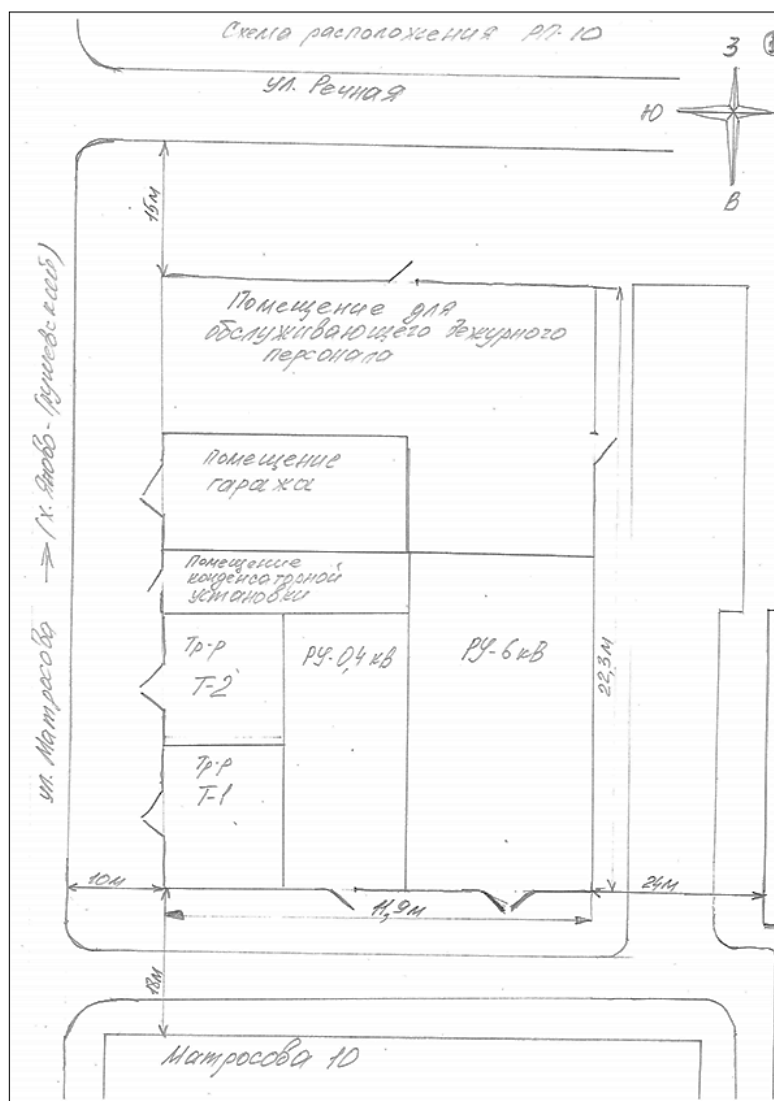 Схема расположения РП-10
З
ул. Речная
Ю
В
15м
Помещение для
обслуживающего дежурного
персонала
ул. Матросова → (х. Яново-Грушевский)
Помещение
гаража
Помещение
конденсаторной
установки
Тр-р
Т-2
РУ-0,4 кВ
РУ-6 кВ
22,3м
Тр-р
Т-1
10м
24м
11,9м
18м
Матросова 10